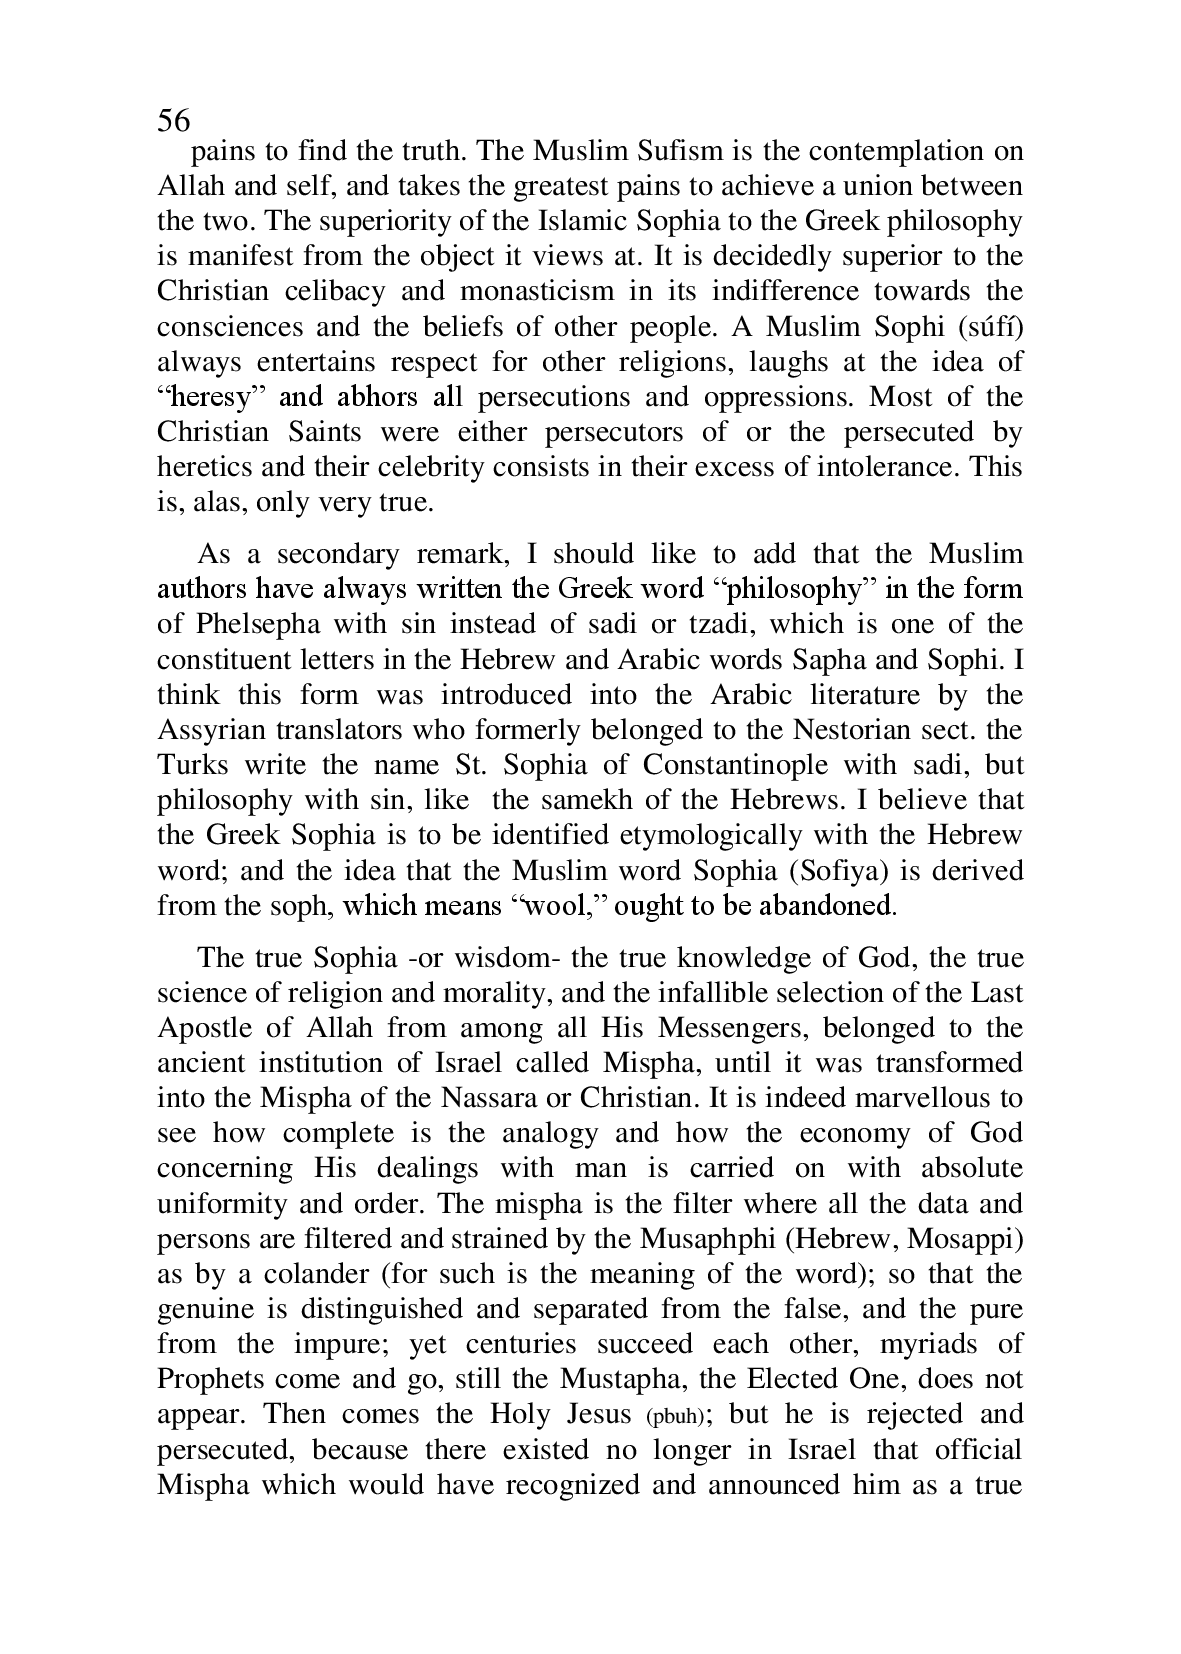 56
pains to find the truth. The Muslim Sufism is the contemplation on
Allah and self, and takes the greatest pains to achieve a union between
the two. The superiority of the Islamic Sophia to the Greek philosophy
is manifest from the object it views at. It is decidedly superior to the
Christian celibacy and monasticism in its indifference towards the
consciences and the beliefs of other people. A Muslim Sophi (súfí)
always entertains respect for other religions, laughs at the idea of
“heresy” and abhors all persecutions and oppressions. Most of the
Christian Saints were either persecutors of or the persecuted by
heretics and their celebrity consists in their excess of intolerance. This
is, alas, only very true.
As a secondary remark, I should like to add that the Muslim
authors have always written the Greek word “philosophy” in the form
of Phelsepha with sin instead of sadi or tzadi, which is one of the
constituent letters in the Hebrew and Arabic words Sapha and Sophi. I
think this form was introduced into the Arabic literature by the
Assyrian translators who formerly belonged to the Nestorian sect. the
Turks write the name St. Sophia of Constantinople with sadi, but
philosophy with sin, like the samekh of the Hebrews. I believe that
the Greek Sophia is to be identified etymologically with the Hebrew
word; and the idea that the Muslim word Sophia (Sofiya) is derived
from the soph, which means “wool,” ought to be abandoned.
The true Sophia -or wisdom- the true knowledge of God, the true
science of religion and morality, and the infallible selection of the Last
Apostle of Allah from among all His Messengers, belonged to the
ancient institution of Israel called Mispha, until it was transformed
into the Mispha of the Nassara or Christian. It is indeed marvellous to
see how complete is the analogy and how the economy of God
concerning His dealings with man is carried on with absolute
uniformity and order. The mispha is the filter where all the data and
persons are filtered and strained by the Musaphphi (Hebrew, Mosappi)
as by a colander (for such is the meaning of the word); so that the
genuine is distinguished and separated from the false, and the pure
from the impure; yet centuries succeed each other, myriads of
Prophets come and go, still the Mustapha, the Elected One, does not
appear. Then comes the Holy Jesus (pbuh); but he is rejected and
persecuted, because there existed no longer in Israel that official
Mispha which would have recognized and announced him as a true